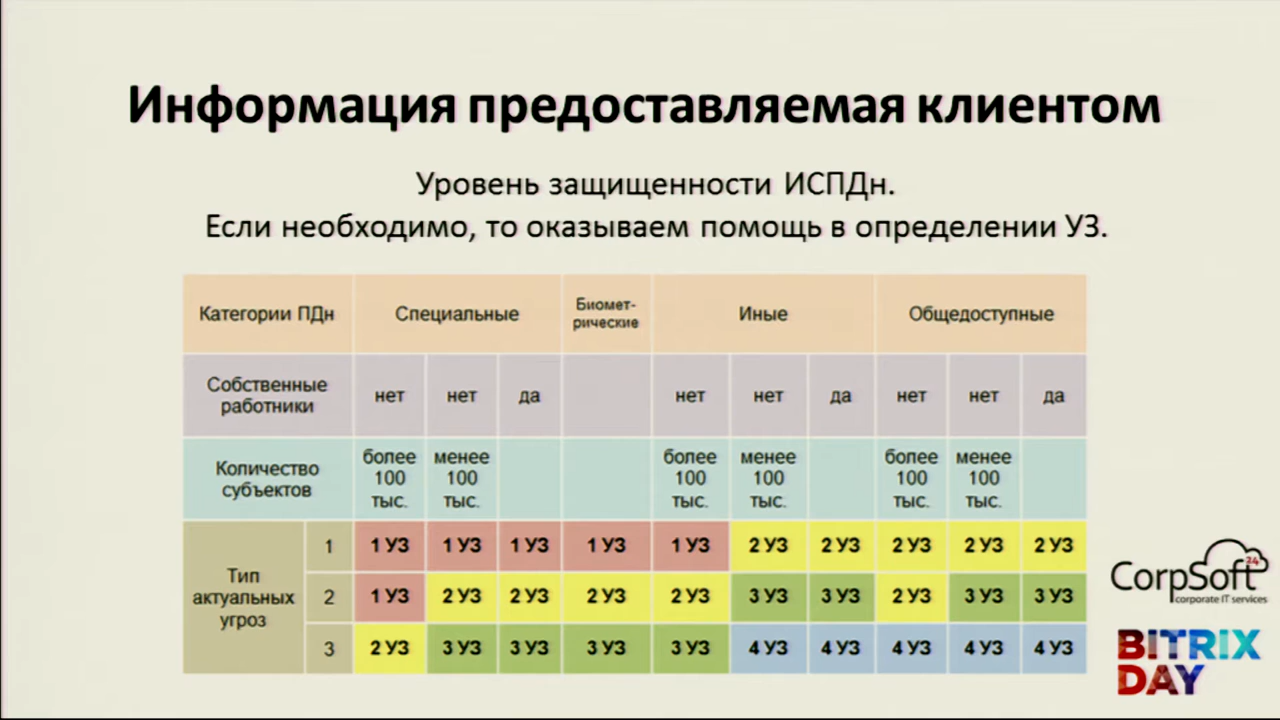 Информация предоставляемая клиентом
Уровень защищенности ИСПДн.
Если необходимо, то оказываем помощь в определении УЗ.
Категории ПДн Специальные Биомет-
рические Иные Общедоступные
Собственные
работники нет нет да нет нет да нет нет да
Количество
субъектов более
100
тыс. менее
100
тыс. более
100
тыс. менее
100
тыс. более
100
тыс. менее
100
тыс.
Тип
актуальных
угроз
1 1 УЗ 1 УЗ 1 УЗ 1 УЗ 1 УЗ 2 УЗ 2 УЗ 2 УЗ 2 УЗ 2 УЗ
2 1 УЗ 2 УЗ 2 УЗ 2 УЗ 2 УЗ 3 УЗ 3 УЗ 2 УЗ 3 УЗ 3 УЗ
3 2 УЗ 3 УЗ 3 УЗ 3 УЗ 3 УЗ 4 УЗ 4 УЗ 4 УЗ 4 УЗ 4 УЗ
CorpSoft 24
corporate IT services
BITRIX
DAY